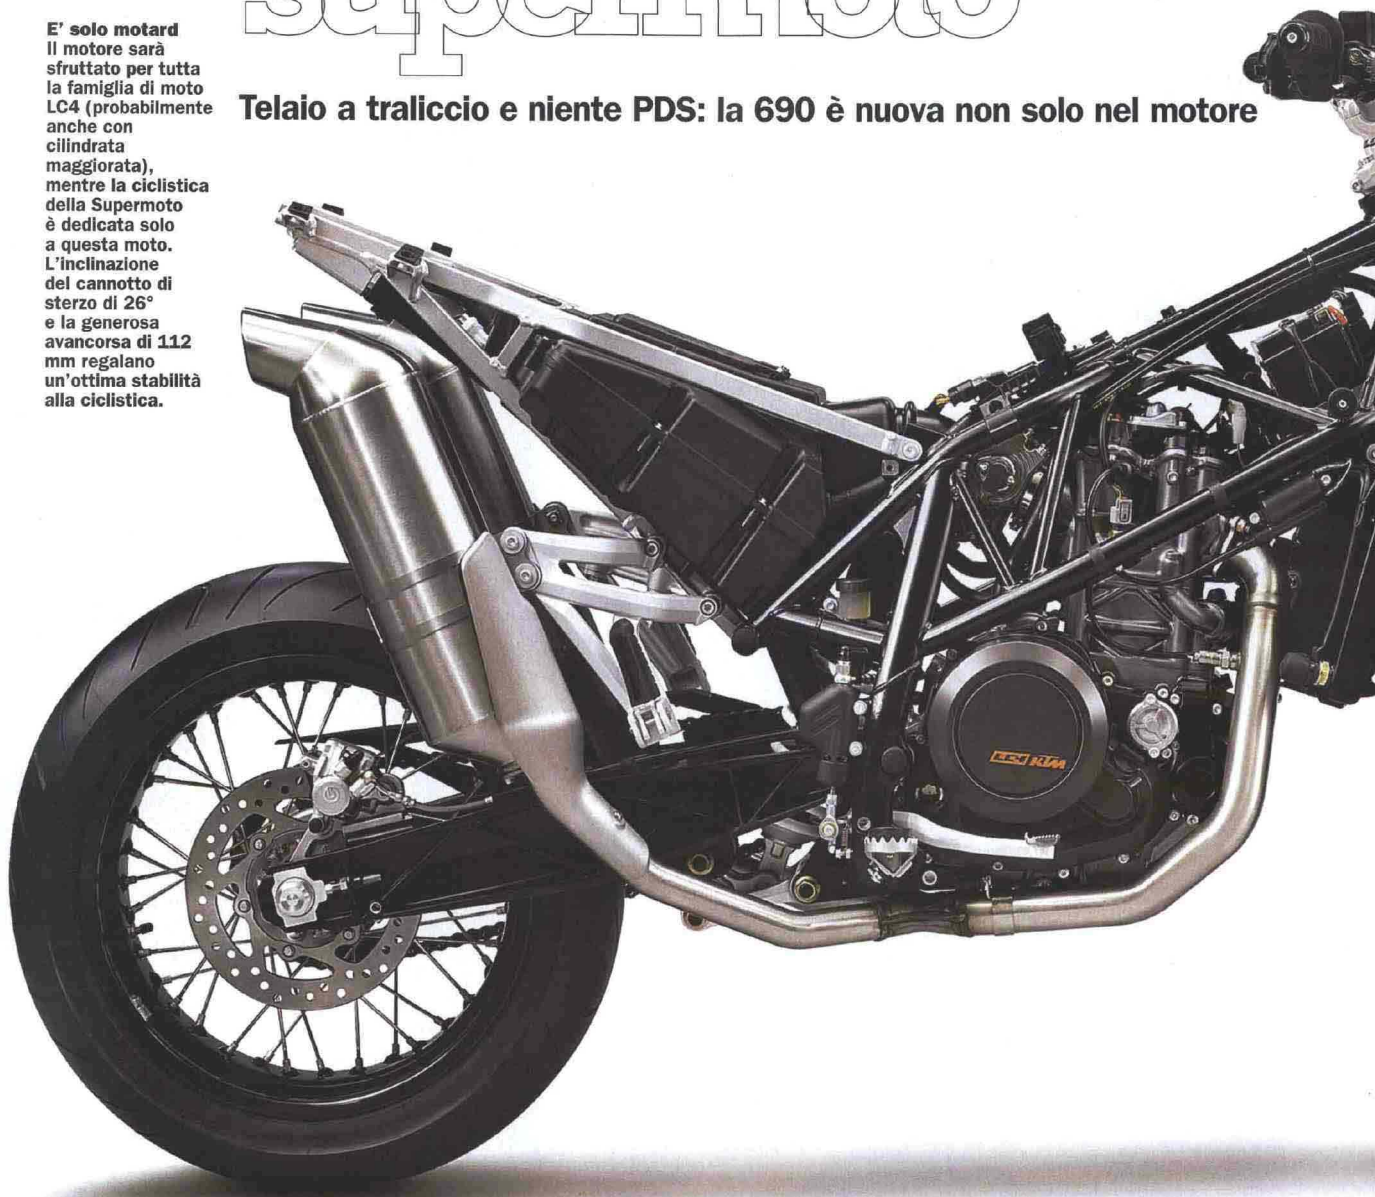 supermoto
E' solo motard
Il motore sarà
sfruttato per tutta
la famiglia di moto
LC4 (probabilmente
anche con
cilindrata
maggiorata),
mentre la ciclistica
della Supermoto
è dedicata solo
a questa moto.
L'inclinazione
del cannotto di
sterzo di 26°
e la generosa
avancorsa di 112
mm regalano
un'ottima stabilità
alla ciclistica.
Telaio a traliccio e niente PDS: la 690 è nuova non solo nel motore
LC4 KTM